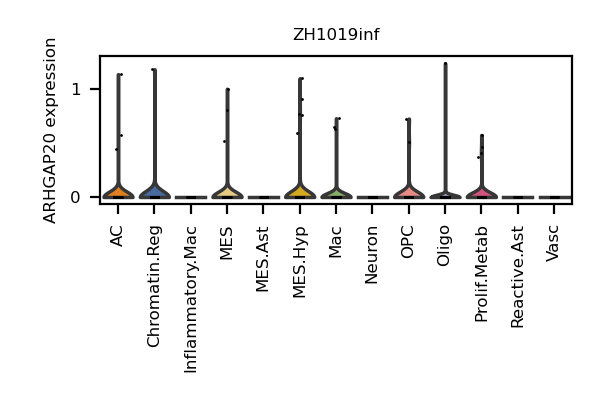 ZH1019inf
ARHGAP20 expression
1
0
AC
Chromatin.Reg
Inflammatory.Mac
MES
MES.Ast
MES.Hyp
Mac
Neuron
OPC
Oligo
Prolif.Metab
Reactive.Ast
Vasc